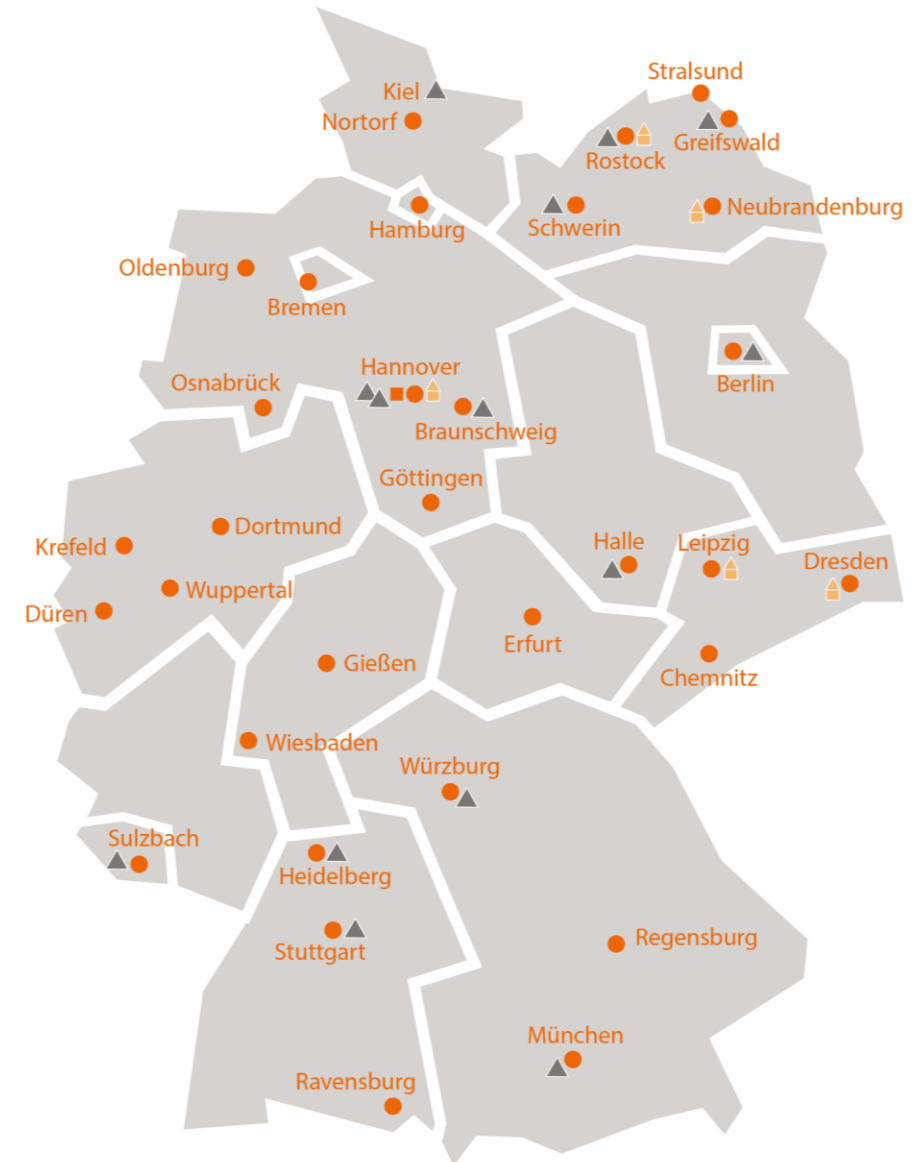 Stralsund
Kiel
Nortorf
Greifswald
Rostock
Neubrandenburg
Schwerin
Hamburg
Oldenburg
Bremen
Hannover
Berlin
Osnabrück
Braunschweig
Göttingen
Dortmund
Krefeld
Halle
Leipzig
Dresden
Wuppertal
Düren
Erfurt
Gießen
Chemnitz
Wiesbaden
Würzburg
Sulzbach
Heidelberg
Stuttgart
Regensburg
München
Ravensburg